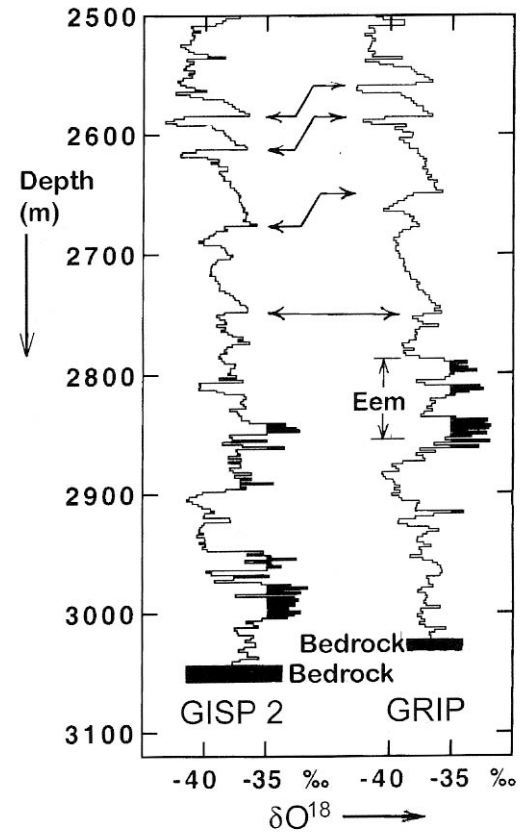 2500
2600
Depth
(m)
2700
2800
Eem
2900
3000
Bedrock
Bedrock
GISP 2
GRIP
3100
-40 -35 ‰ -40 -35 ‰
δO¹⁸